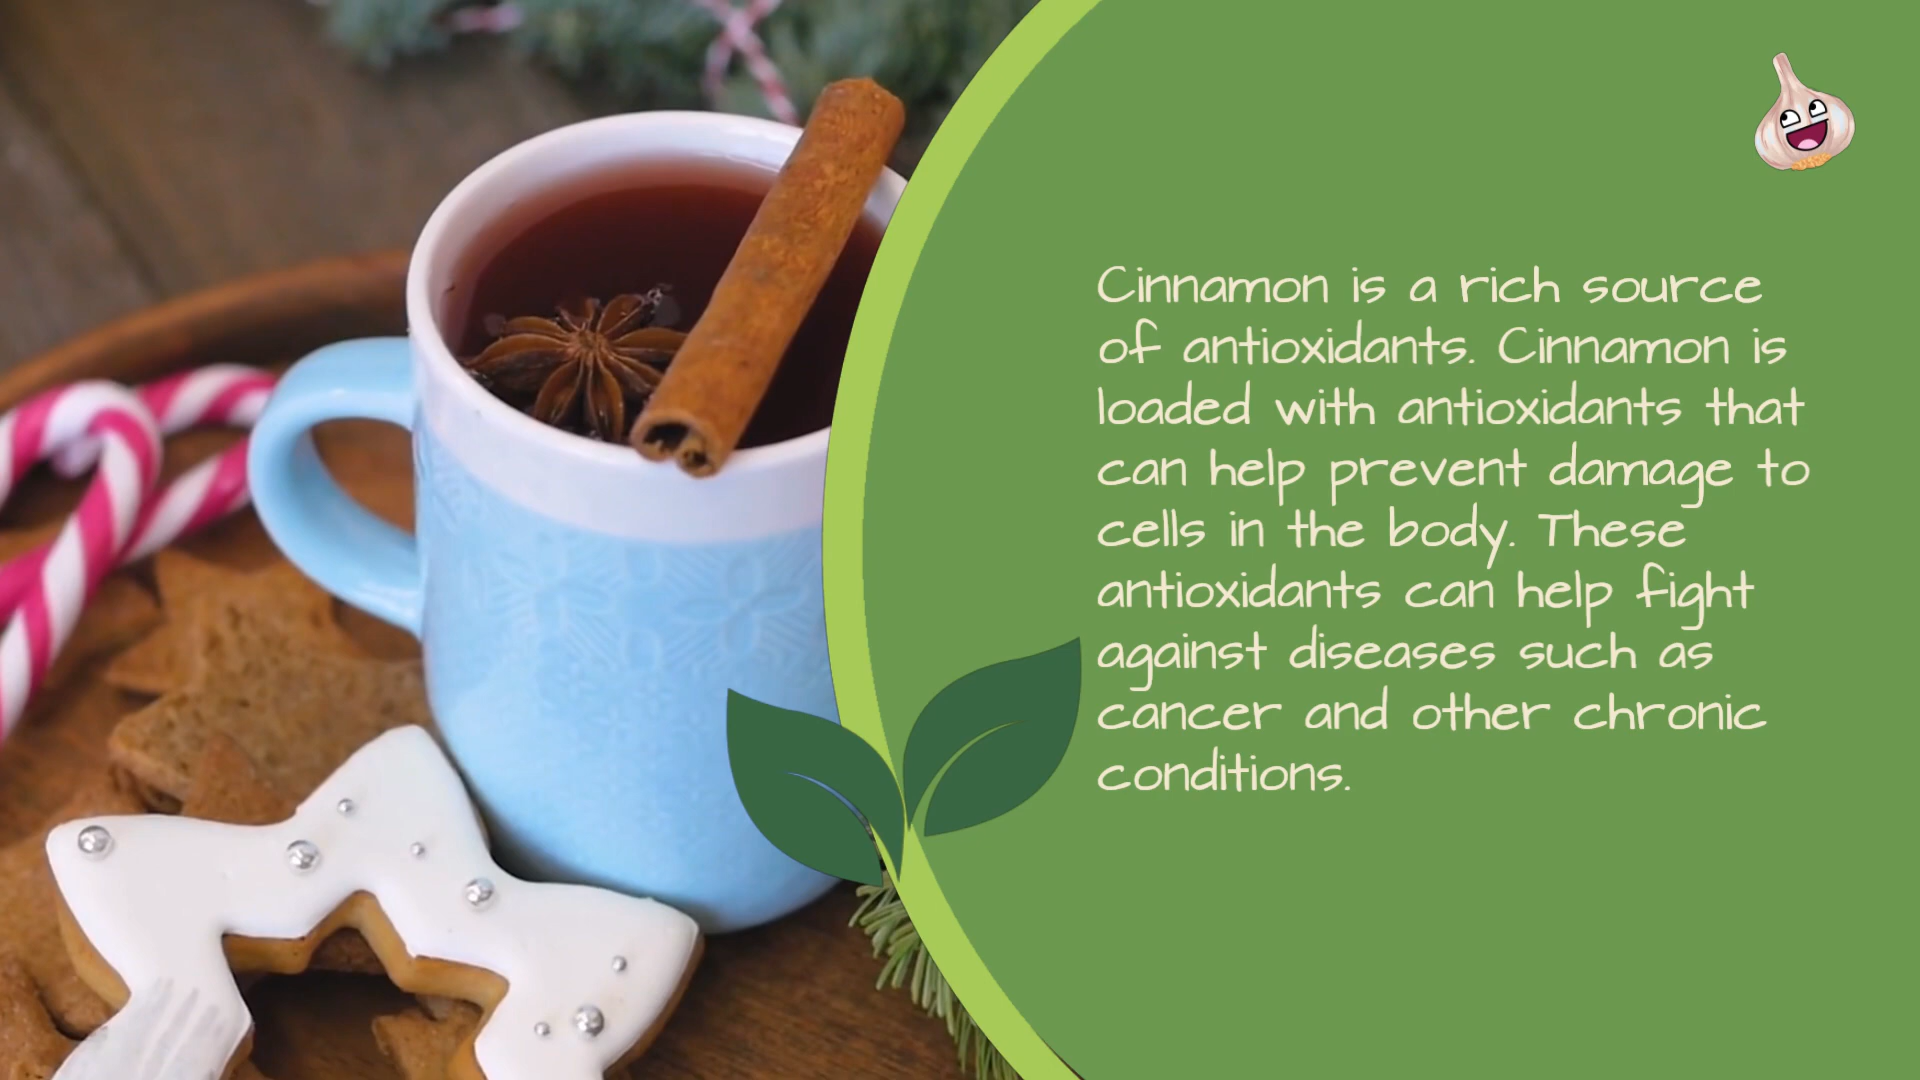 Cinnamon is a rich source
of antioxidants. Cinnamon is
loaded with antioxidants that
can help prevent damage to
cells in the body. These
antioxidants can help fight
against diseases such as
cancer and other chronic
conditions.